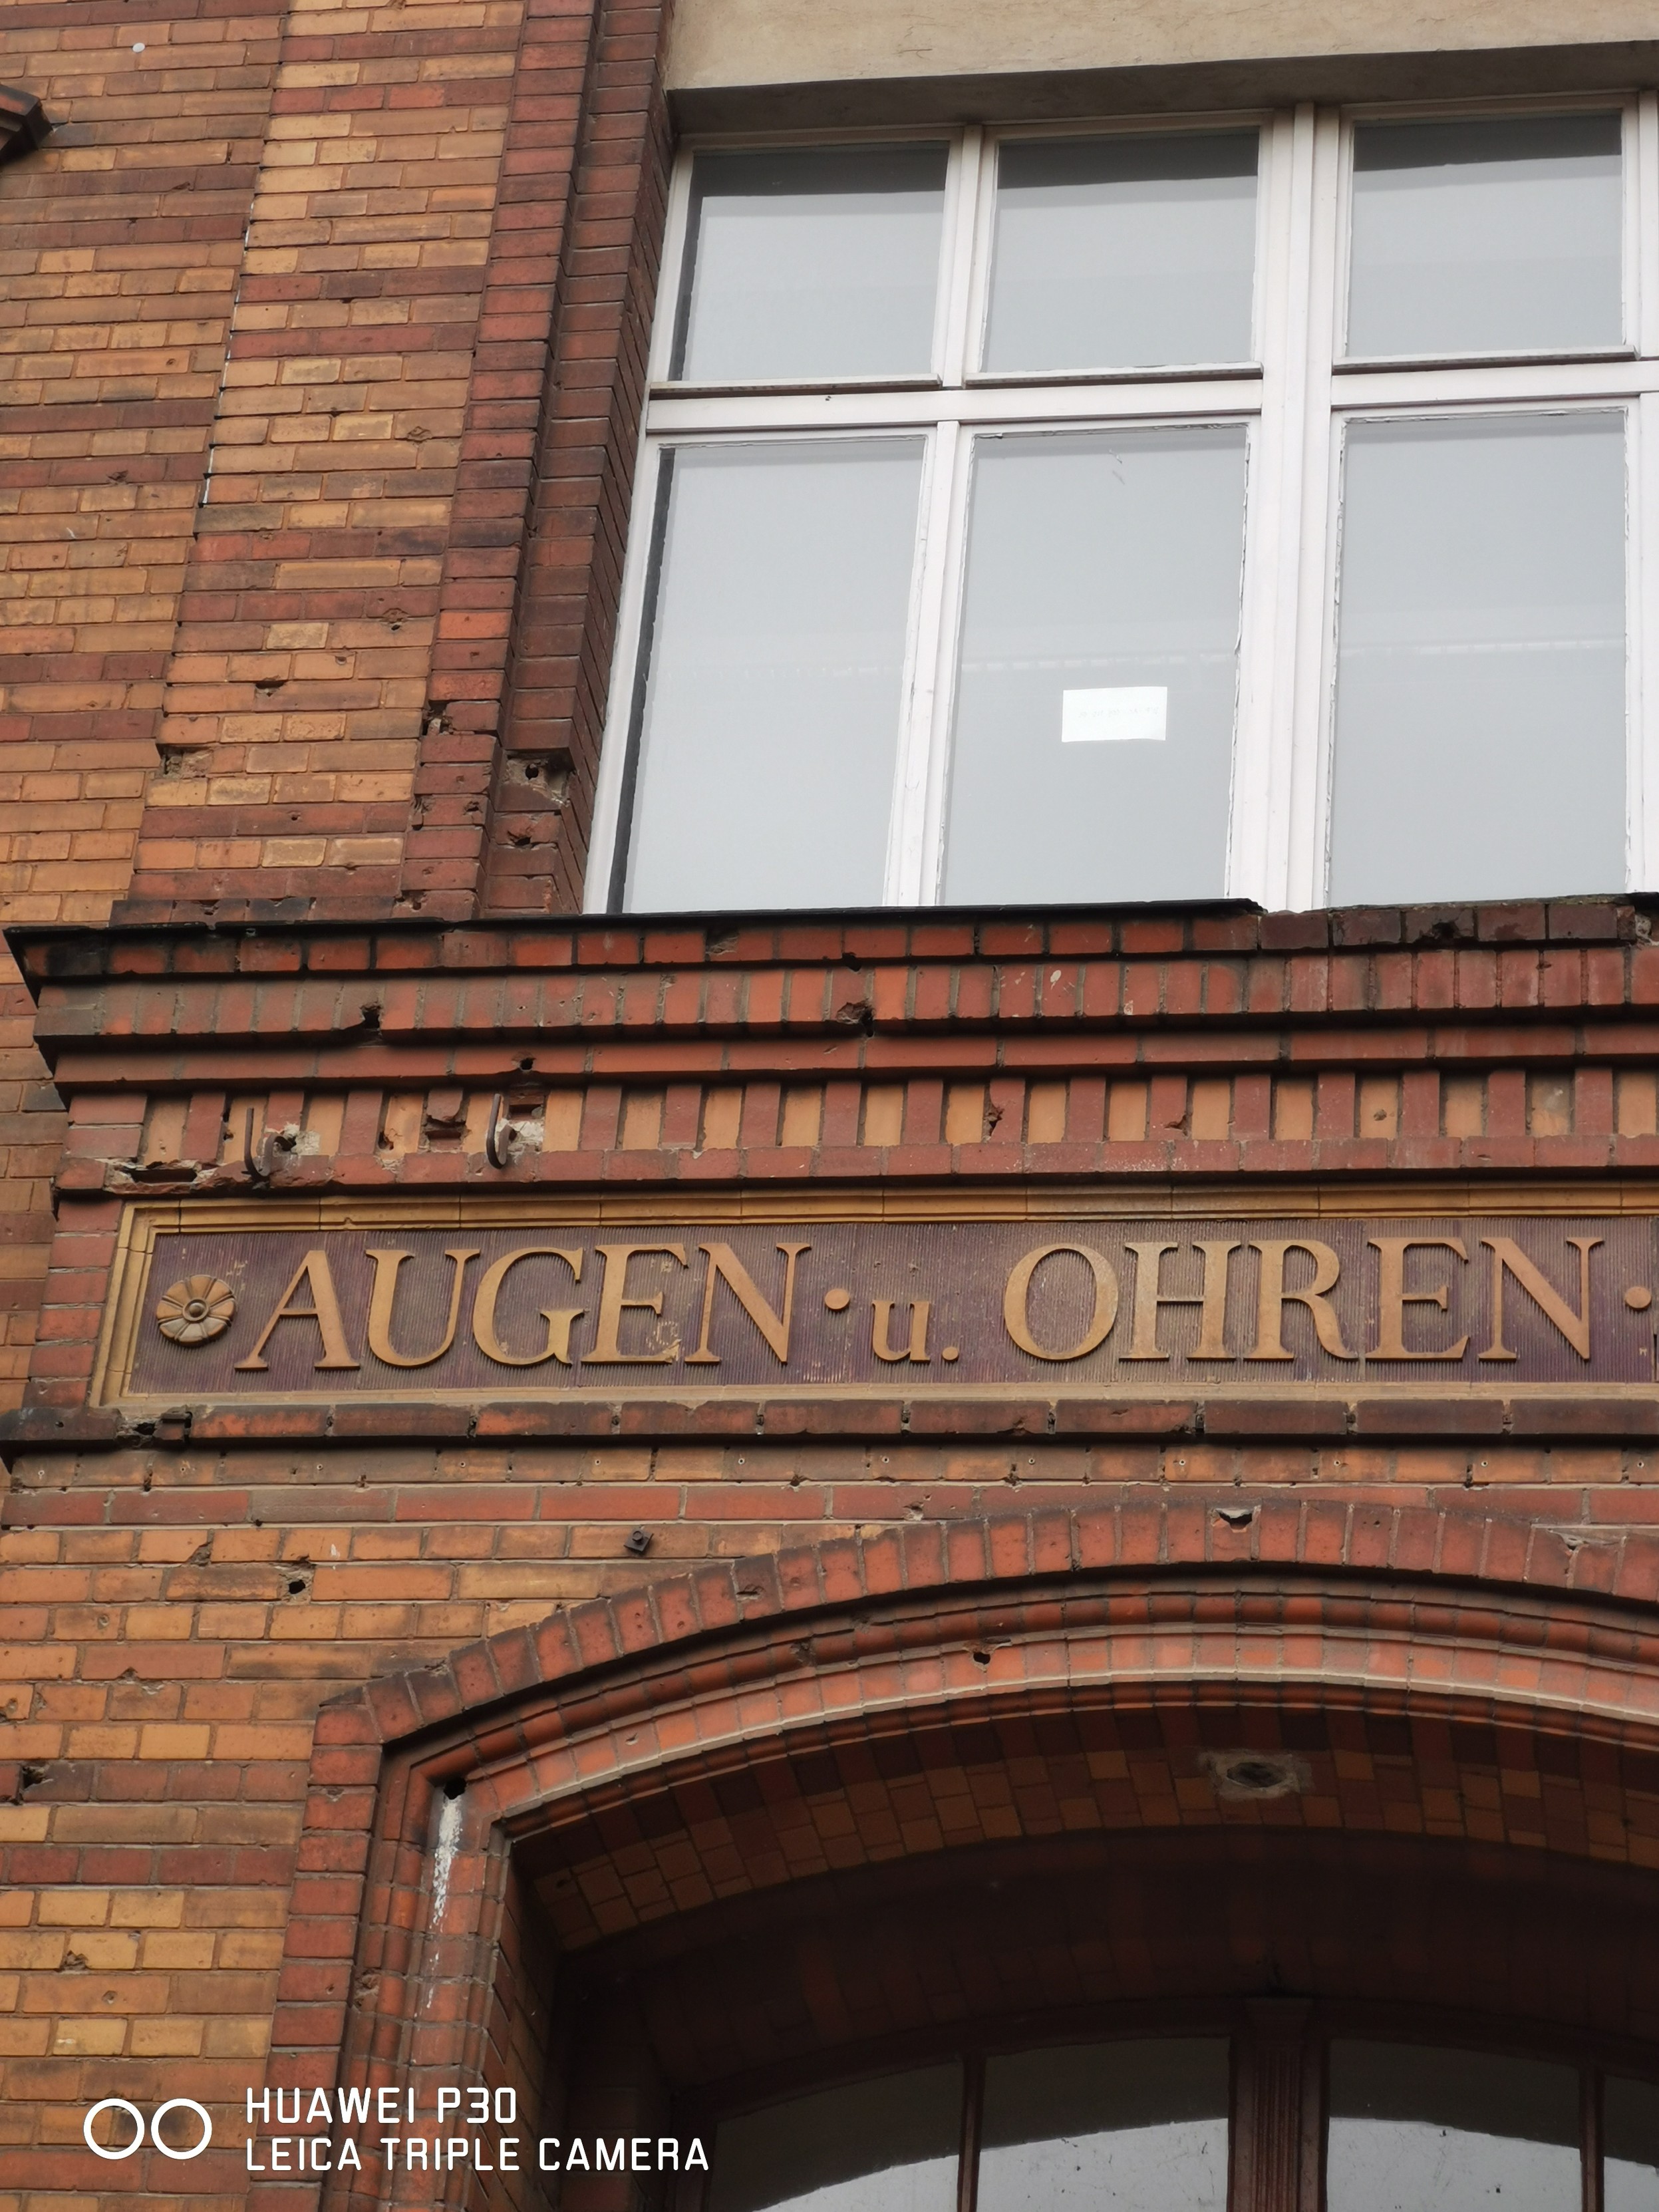 AUGEN · u. OHREN ·
HUAWEI P30
LEICA TRIPLE CAMERA